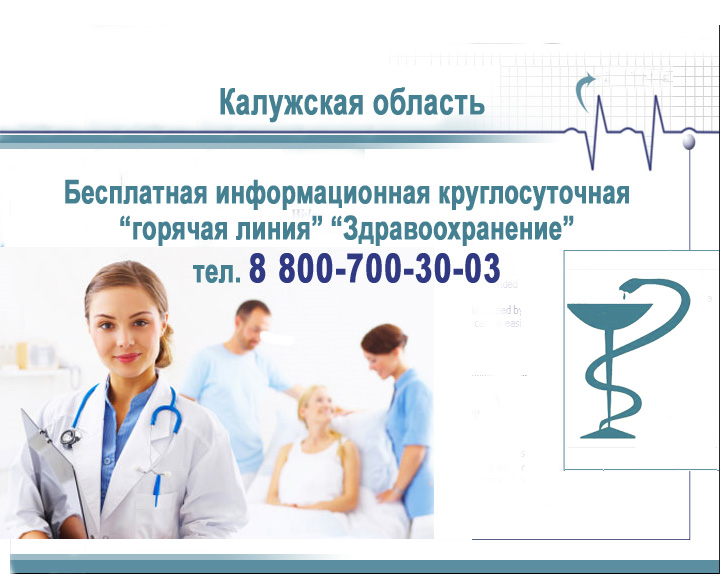 Калужская область
Бесплатная информационная круглосуточная
“горячая линия” “Здравоохранение”
тел. 8 800-700-30-03